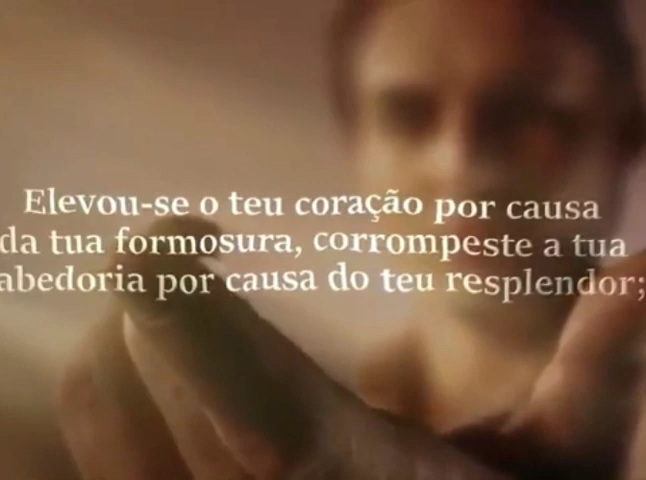 Elevou-se o teu coração por causa
da tua formosura, corrompeste a tua
abedoria por causa do teu resplendor;